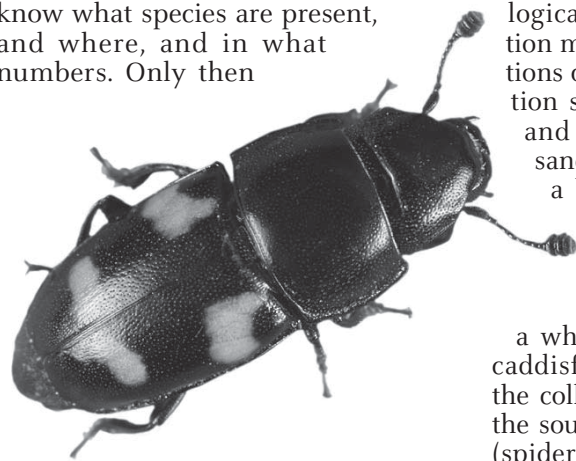 know what species are present,
and where, and in what
numbers. Only then
logica
tion m
tions o
tion s
and
sand
a
a wh
caddisf
the coll
the sou
(spider